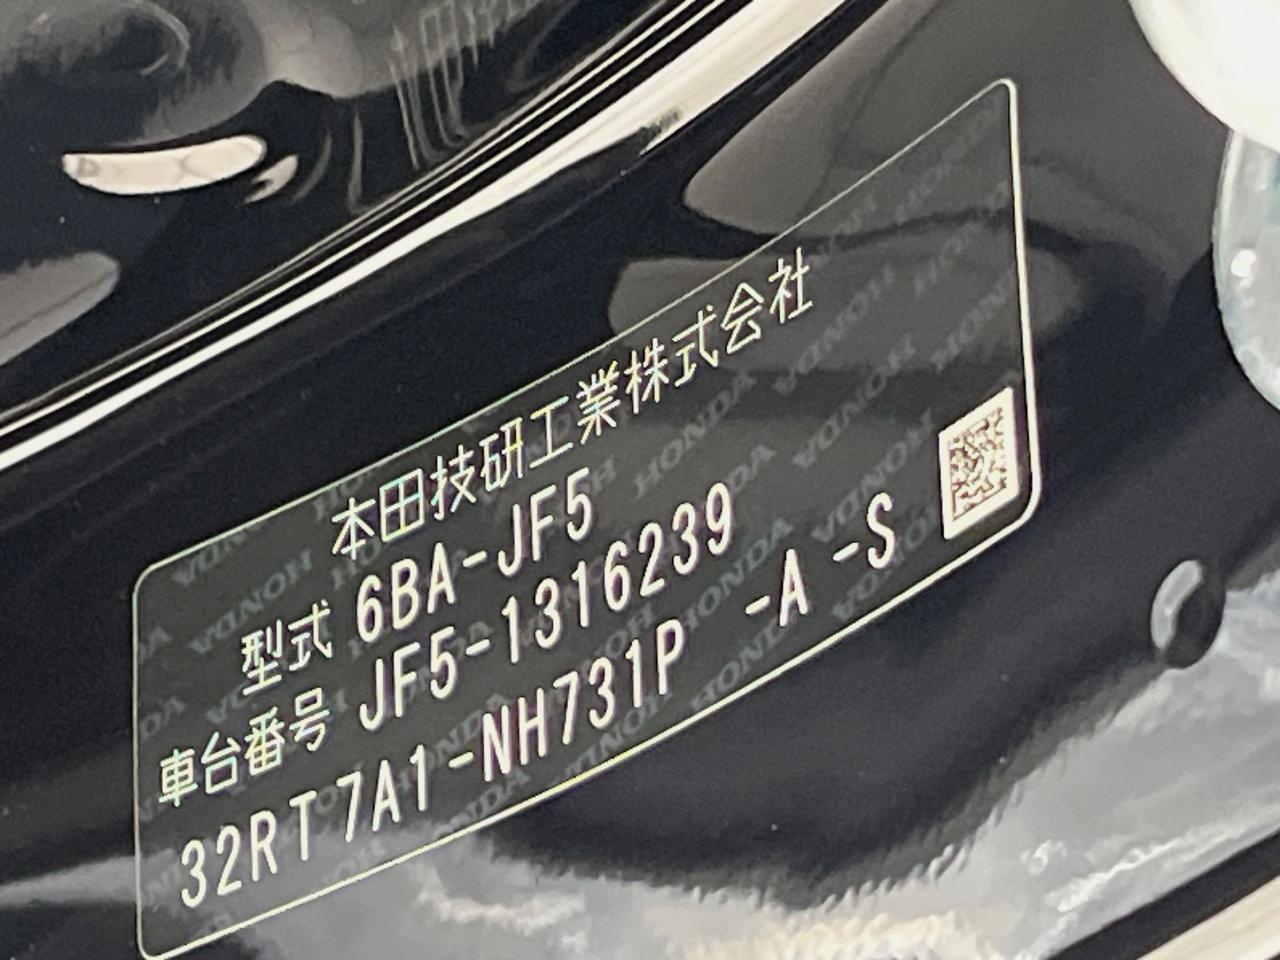 本田技研工業株式会社
型式 6BA-JF5
車台番号 JF5-1316239
32RT7A1-NH731P -A -S